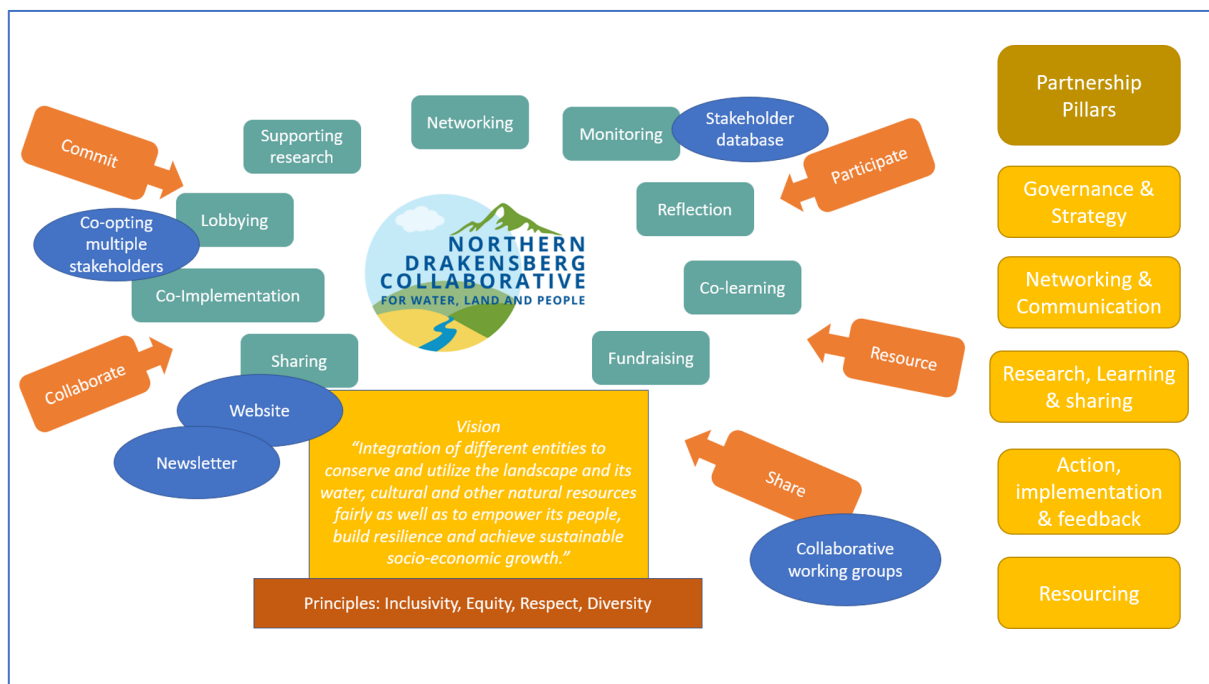 Commit
Supporting
research
Networking
Monitoring
Stakeholder
database
Participate
Partnership
Pillars
Co-opting
multiple
stakeholders
Lobbying
Reflection
Governance &
Strategy
NORTHERN
DRAKENSBERG
COLLABORATIVE
FOR WATER, LAND AND PEOPLE
Co-Implementation
Co-learning
Networking &
Communication
Collaborate
Sharing
Fundraising
Resource
Research, Learning
& sharing
Website
Newsletter
Vision
“Integration of different entities to
conserve and utilize the landscape and its
water, cultural and other natural resources
fairly as well as to empower its people,
build resilience and achieve sustainable
socio-economic growth.”
Share
Collaborative
working groups
Action,
implementation
& feedback
Principles: Inclusivity, Equity, Respect, Diversity
Resourcing